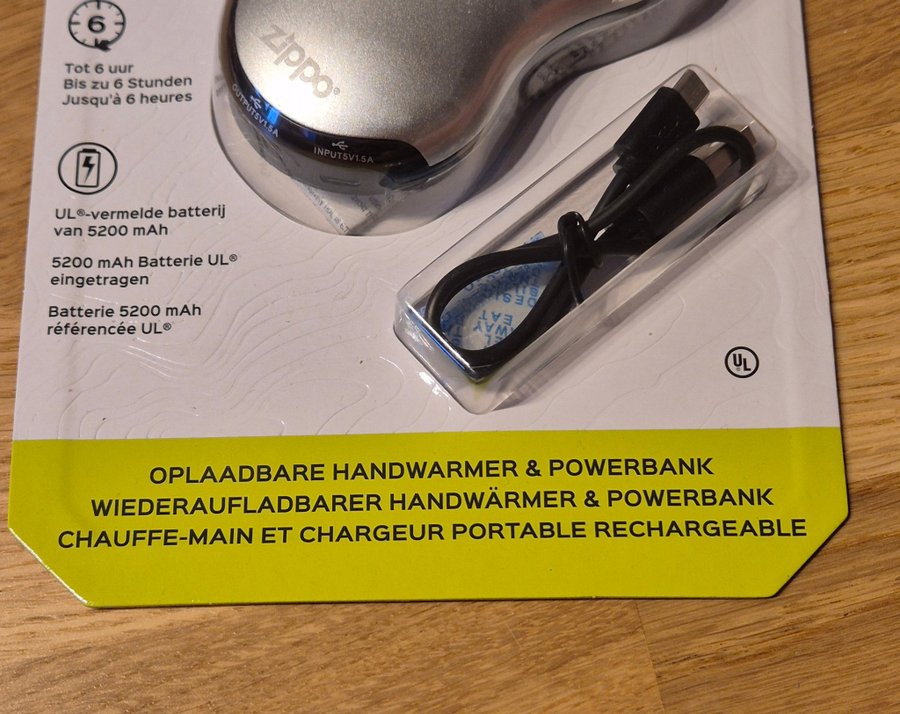 6
Tot 6 uur
Bis zu 6 Stunden
Jusqu'à 6 heures
zippo®
OUTPUT5V1.5A
INPUT5V1.5A
UL®-vermelde batterij
van 5200 mAh
5200 mAh Batterie UL®
eingetragen
Batterie 5200 mAh
référencée UL®
EAT
UL
OPLAADBARE HANDWARMER & POWERBANK
WIEDERAUFLADBARER HANDWÄRMER & POWERBANK
CHAUFFE-MAIN ET CHARGEUR PORTABLE RECHARGEABLE